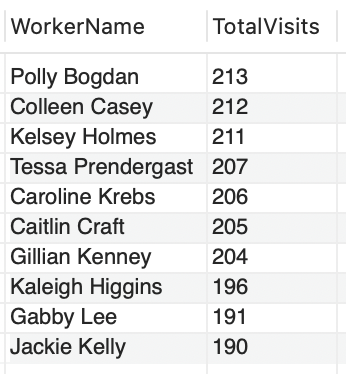 WorkerName TotalVisits
Polly Bogdan 213
Colleen Casey 212
Kelsey Holmes 211
Tessa Prendergast 207
Caroline Krebs 206
Caitlin Craft 205
Gillian Kenney 204
Kaleigh Higgins 196
Gabby Lee 191
Jackie Kelly 190